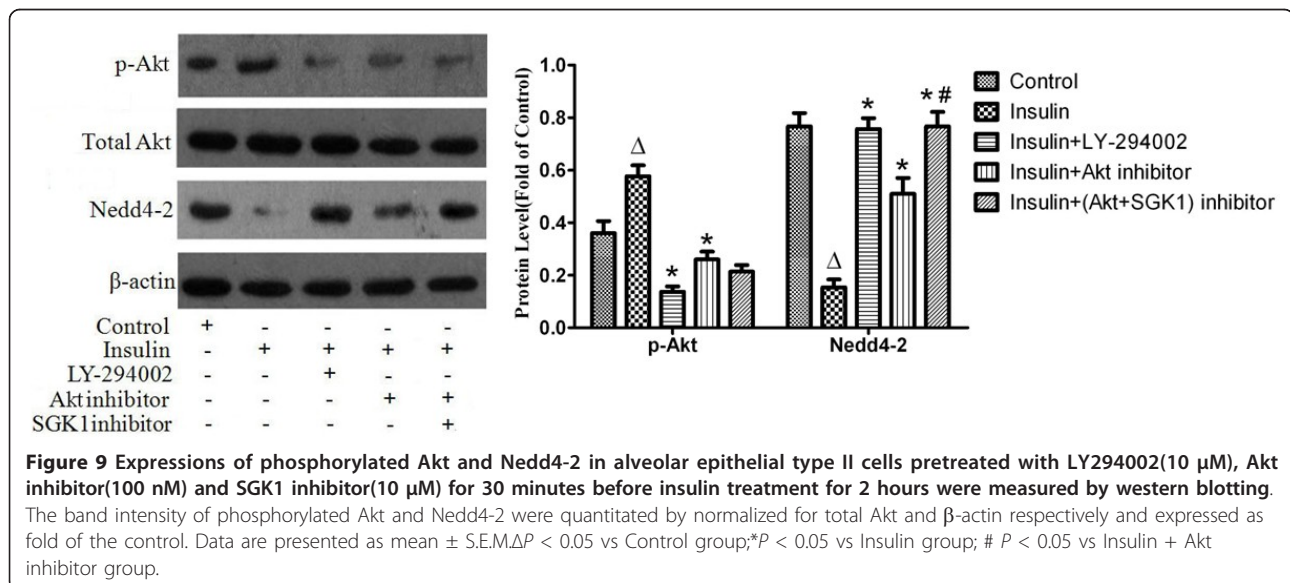 p-Akt
Total Akt
Nedd4-2
β-actin
Control + - - - -
Insulin - + + + +
LY-294002 - - + - -
Akt inhibitor - - - + +
SGK1 inhibitor - - - - +
Protein Level(Fold of Control)
1.0
0.8
0.6
0.4
0.2
0.0
Δ
*
*
Δ
*
*
* #
p-Akt Nedd4-2
Control
Insulin
Insulin+LY-294002
Insulin+Akt inhibitor
Insulin+(Akt+SGK1) inhibitor
Figure 9 Expressions of phosphorylated Akt and Nedd4-2 in alveolar epithelial type II cells pretreated with LY294002(10 μM), Akt
inhibitor(100 nM) and SGK1 inhibitor(10 μM) for 30 minutes before insulin treatment for 2 hours were measured by western blotting.
The band intensity of phosphorylated Akt and Nedd4-2 were quantitated by normalized for total Akt and β-actin respectively and expressed as
fold of the control. Data are presented as mean ± S.E.M.ΔP < 0.05 vs Control group;*P < 0.05 vs Insulin group; # P < 0.05 vs Insulin + Akt
inhibitor group.